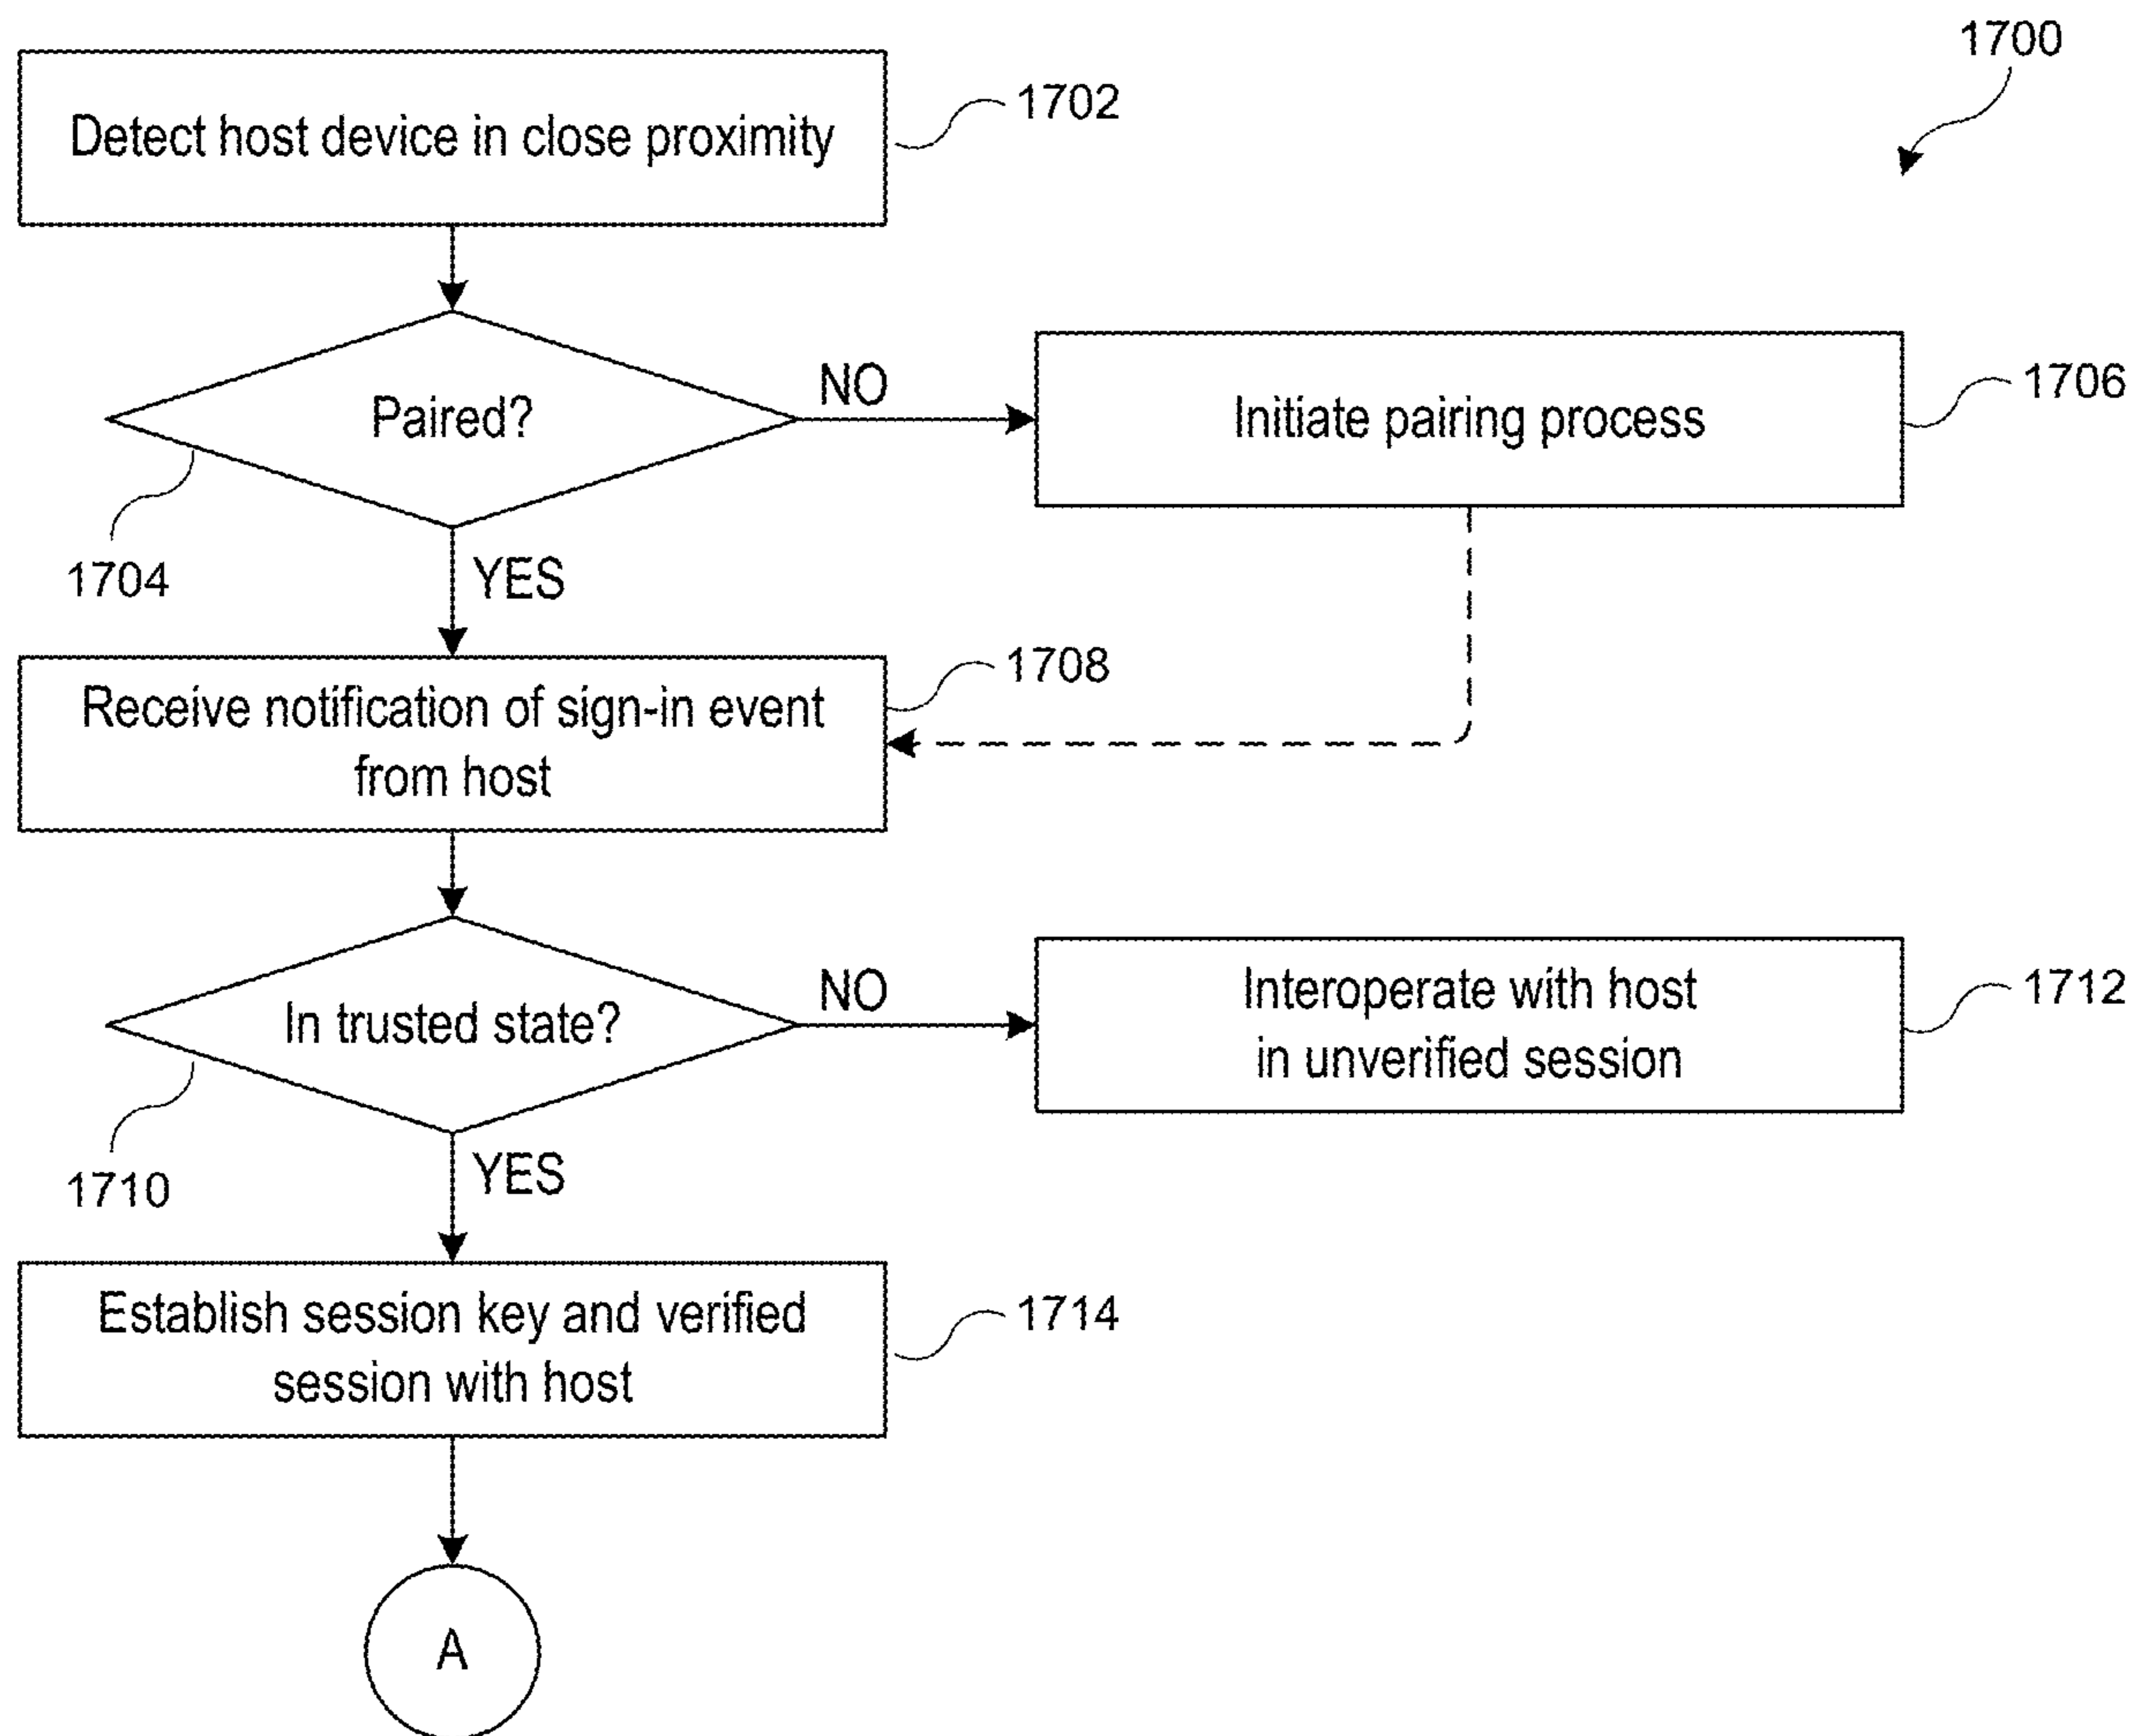 1700
Detect host device in close proximity
1702
Paired?
NO
Initiate pairing process
1706
1704
YES
Receive notification of sign-in event
from host
1708
In trusted state?
NO
Interoperate with host
in unverified session
1712
1710
YES
Establish session key and verified
session with host
1714
A